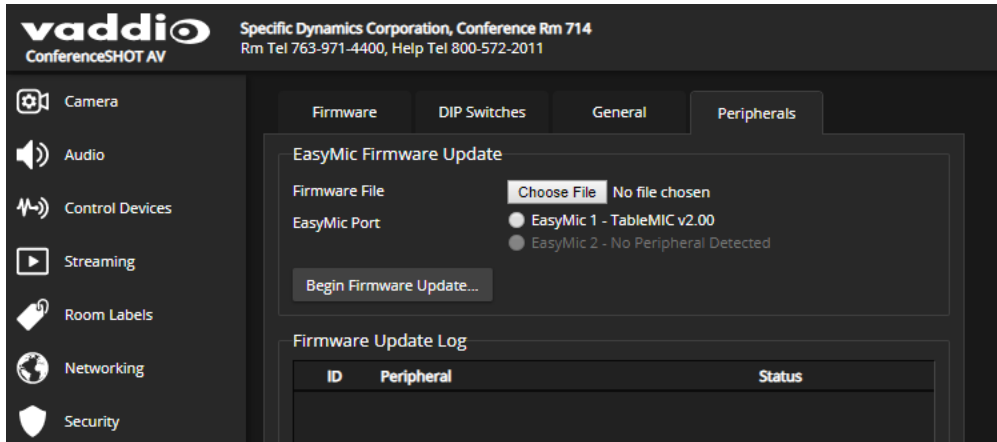 vaddio
ConferenceSHOT AV
Specific Dynamics Corporation, Conference Rm 714
Rm Tel 763-971-4400, Help Tel 800-572-2011
Camera
Audio
Control Devices
Streaming
Room Labels
Networking
Security
Firmware DIP Switches General Peripherals
EasyMic Firmware Update
Firmware File Choose File No file chosen
EasyMic Port EasyMic 1 - TableMIC v2.00
EasyMic 2 - No Peripheral Detected
Begin Firmware Update...
Firmware Update Log
ID Peripheral Status